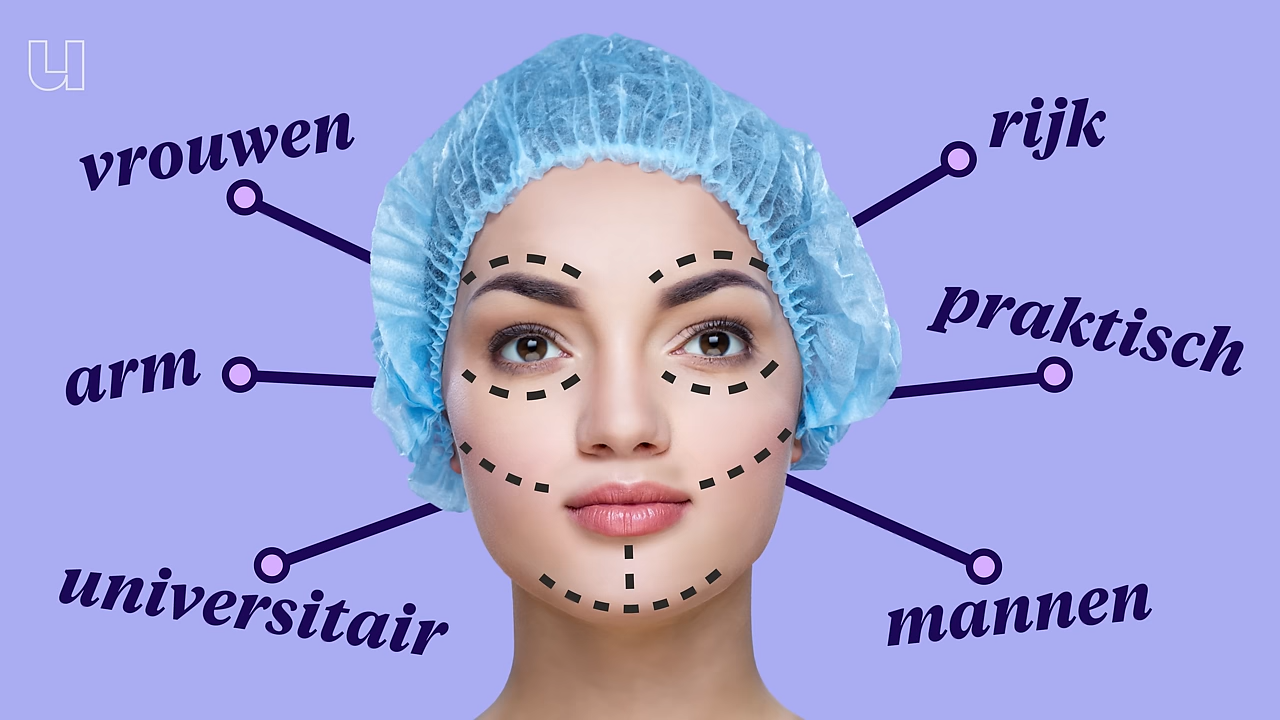 u
vrouwen
rijk
arm
praktisch
universitair
mannen